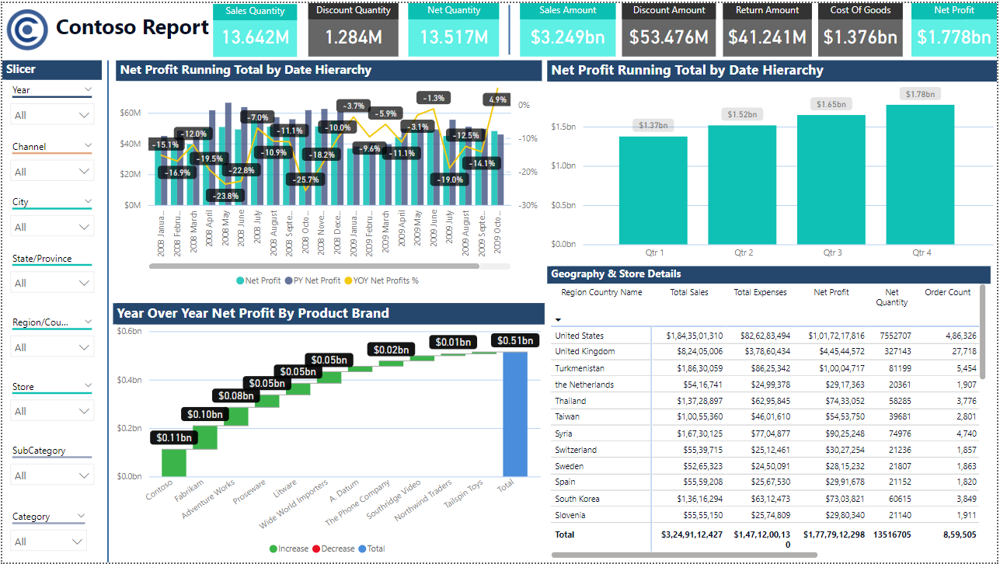 Contoso Report
Sales Quantity
13.642M
Discount Quantity
1.284M
Net Quantity
13.517M
Sales Amount
$3.249bn
Discount Amount
$53.476M
Return Amount
$41.241M
Cost Of Goods
$1.376bn
Net Profit
$1.778bn
Slicer
Year
All
Channel
All
City
All
State/Province
All
Region/Cou...
All
Store
All
SubCategory
All
Category
All
Net Profit Running Total by Date Hierarchy
$60M
$40M
$20M
$0M
0%
-10%
-20%
-30%
-15.1%
-16.9%
-12.0%
-19.5%
-23.8%
-22.8%
-7.0%
-10.9%
-11.1%
-25.7%
-18.2%
-10.0%
-3.7%
-9.6%
-5.9%
-11.1%
-3.1%
-1.3%
-19.0%
-12.5%
-14.1%
4.9%
2008 Janua...
2008 Febru...
2008 March
2008 April
2008 May
2008 June
2008 July
2008 August
2008 Septe...
2008 Octo...
2008 Nove...
2008 Dece...
2009 Janua...
2009 Febru...
2009 March
2009 April
2009 May
2009 June
2009 July
2009 August
2009 Septe...
2009 Octo...
Net Profit PY Net Profit YOY Net Profits %
Net Profit Running Total by Date Hierarchy
$1.5bn
$1.0bn
$0.5bn
$0.0bn
$1.37bn
$1.52bn
$1.65bn
$1.78bn
Qtr 1
Qtr 2
Qtr 3
Qtr 4
Year Over Year Net Profit By Product Brand
$0.6bn
$0.4bn
$0.2bn
$0.0bn
$0.11bn
$0.10bn
$0.08bn
$0.05bn
$0.05bn
$0.05bn
$0.02bn
$0.01bn
$0.51bn
Contoso
Fabrikam
Adventure Works
Proseware
Litware
Wide World Importers
A. Datum
The Phone Company
Southridge Video
Northwind Traders
Tailspin Toys
Total
Increase Decrease Total
Geography & Store Details
Region Country Name Total Sales Total Expenses Net Profit Net Quantity Order Count
United States $1,84,35,01,310 $82,62,83,494 $1,01,72,17,816 7552707 4,86,326
United Kingdom $8,24,05,006 $3,78,60,434 $4,45,44,572 327143 27,718
Turkmenistan $1,86,30,059 $86,25,342 $1,00,04,717 81199 5,454
the Netherlands $54,16,741 $24,99,378 $29,17,363 20361 1,907
Thailand $1,37,28,897 $62,95,845 $74,33,052 58285 3,776
Taiwan $1,00,55,360 $46,01,610 $54,53,750 39681 2,801
Syria $1,67,30,125 $77,04,877 $90,25,248 74976 4,740
Switzerland $55,39,715 $25,12,461 $30,27,254 21236 1,857
Sweden $52,65,323 $24,50,091 $28,15,232 21807 1,863
Spain $55,59,208 $25,67,530 $29,91,678 21152 1,820
South Korea $1,36,16,294 $63,12,473 $73,03,821 60615 3,849
Slovenia $55,55,150 $25,74,809 $29,80,340 21140 1,911
Total $3,24,91,12,427 $1,47,12,00,130 $1,77,79,12,298 13516705 8,59,505